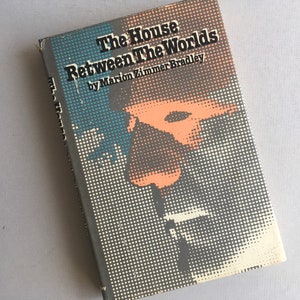 The House
Between The Worlds
by Marion Zimmer Bradley